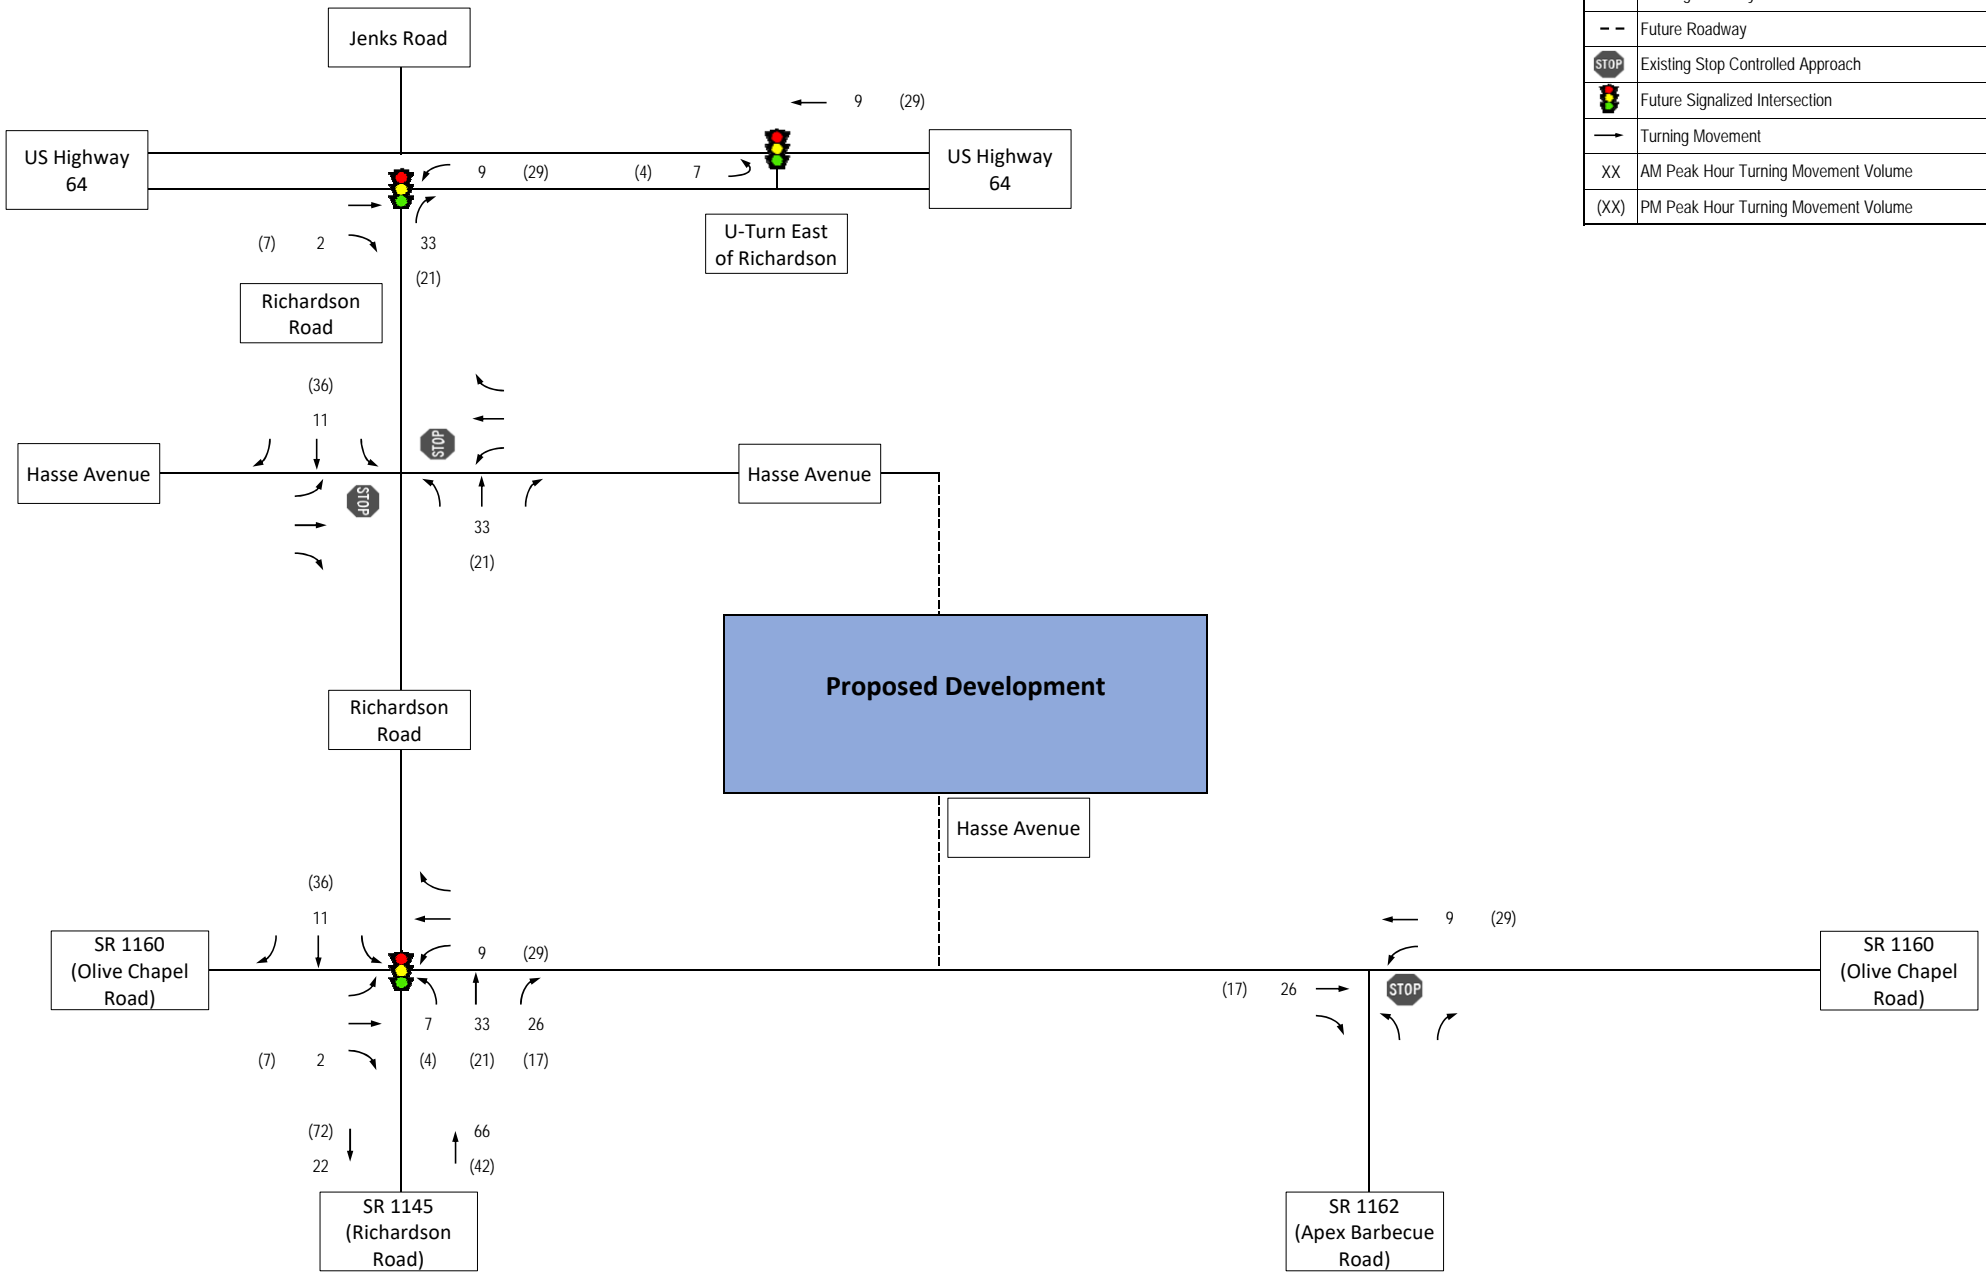 Jenks Road
- - Future Roadway
STOP Existing Stop Controlled Approach
Future Signalized Intersection
Turning Movement
XX AM Peak Hour Turning Movement Volume
(XX) PM Peak Hour Turning Movement Volume
9 (29)
US Highway
64
9 (29) (4) 7
US Highway
64
(7) 2
33
(21)
U-Turn East
of Richardson
Richardson
Road
(36)
11
STOP
Hasse Avenue
Hasse Avenue
STOP
33
(21)
Proposed Development
Richardson
Road
Hasse Avenue
(36)
11
9 (29)
SR 1160
(Olive Chapel
Road)
9 (29)
SR 1160
(Olive Chapel
Road)
(17) 26
STOP
7 33 26
(7) 2 (4) (21) (17)
(72) 66
22 (42)
SR 1145
(Richardson
Road)
SR 1162
(Apex Barbecue
Road)